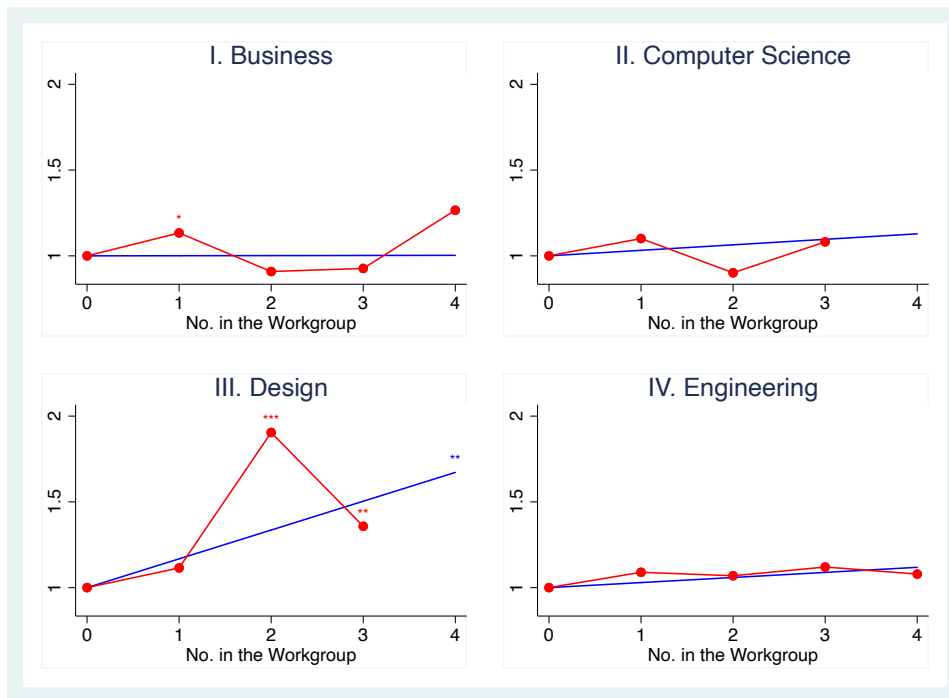 I. Business
2
1.5
1
*
0 1 2 3 4
No. in the Workgroup
II. Computer Science
2
1.5
1
0 1 2 3 4
No. in the Workgroup
III. Design
2
1.5
1
***
**
**
0 1 2 3 4
No. in the Workgroup
IV. Engineering
2
1.5
1
0 1 2 3 4
No. in the Workgroup